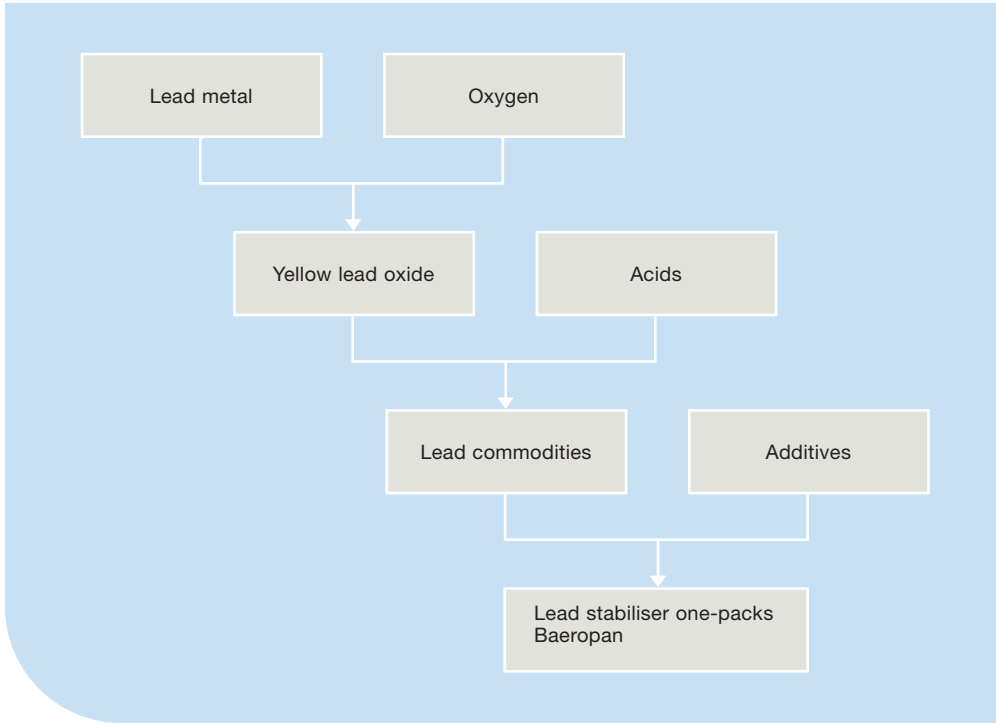 Lead metal
Oxygen
Yellow lead oxide
Acids
Lead commodities
Additives
Lead stabiliser one-packs
Baeropan